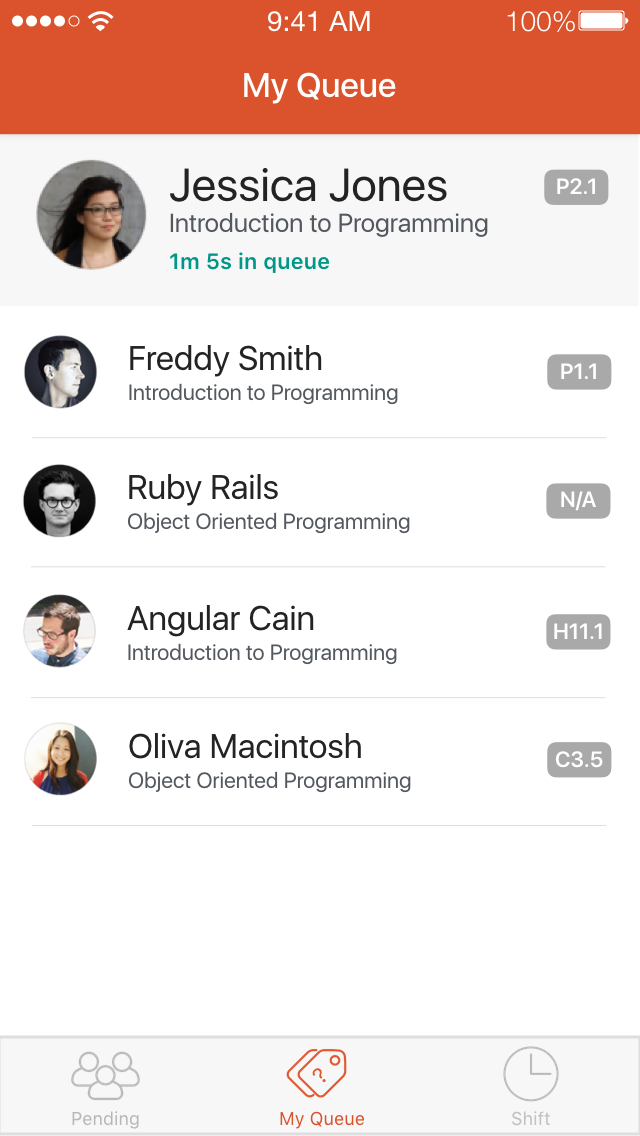 9:41 AM 100%
My Queue
Jessica Jones P2.1
Introduction to Programming
1m 5s in queue
Freddy Smith P1.1
Introduction to Programming
Ruby Rails N/A
Object Oriented Programming
Angular Cain H11.1
Introduction to Programming
Oliva Macintosh C3.5
Object Oriented Programming
?
Pending My Queue Shift